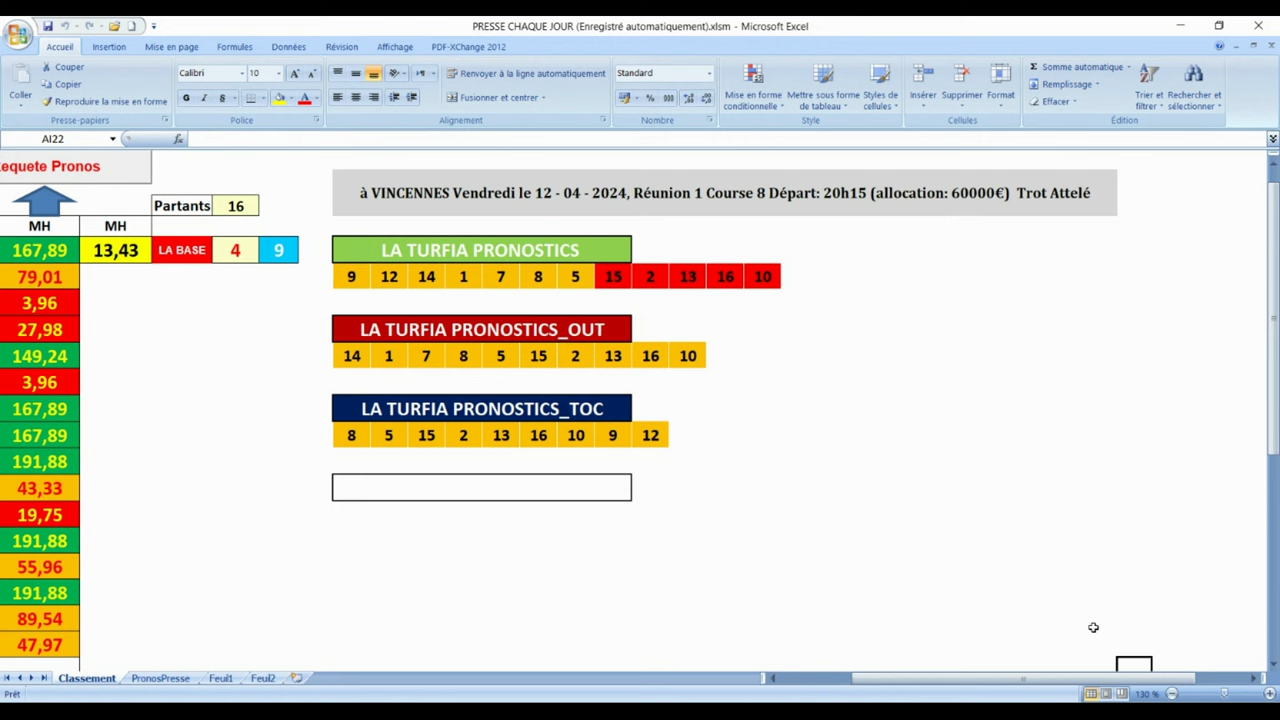 PRESSE CHAQUE JOUR (Enregistré automatiquement).xlsm - Microsoft Excel
Accueil Insertion Mise en page Formules Données Révision Affichage PDF-XChange 2012
Couper
Copier
Reproduire la mise en forme
Coller
Presse-papiers
Calibri 10
G I S
Police
Renvoyer à la ligne automatiquement
Fusionner et centrer
Alignement
Standard
% 000
Nombre
Mise en forme conditionnelle
Mettre sous forme de tableau
Styles de cellules
Style
Insérer Supprimer Format
Cellules
Somme automatique
Remplissage
Effacer
Trier et filtrer
Rechercher et sélectionner
Édition
AI22 fx
equete Pronos
à VINCENNES Vendredi le 12 - 04 - 2024, Réunion 1 Course 8 Départ: 20h15 (allocation: 60000€) Trot Attelé
Partants 16
MH MH
167,89 13,43 LA BASE 4 9 LA TURFIA PRONOSTICS
79,01 9 12 14 1 7 8 5 15 2 13 16 10
3,96
27,98 LA TURFIA PRONOSTICS_OUT
149,24 14 1 7 8 5 15 2 13 16 10
3,96
167,89 LA TURFIA PRONOSTICS_TOC
167,89 8 5 15 2 13 16 10 9 12
191,88
43,33
19,75
191,88
55,96
191,88
89,54
47,97
Classement PronosPresse Feuil1 Feuil2
Prêt 130 %